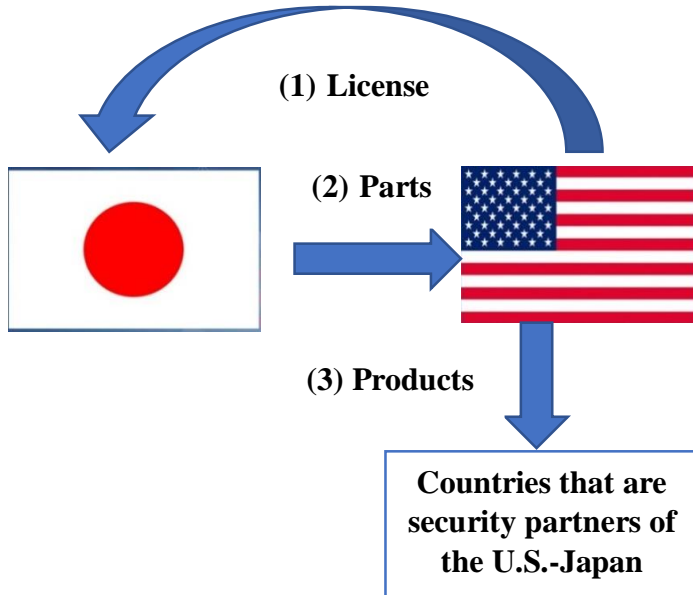 (1) License
(2) Parts
(3) Products
Countries that are
security partners of
the U.S.-Japan